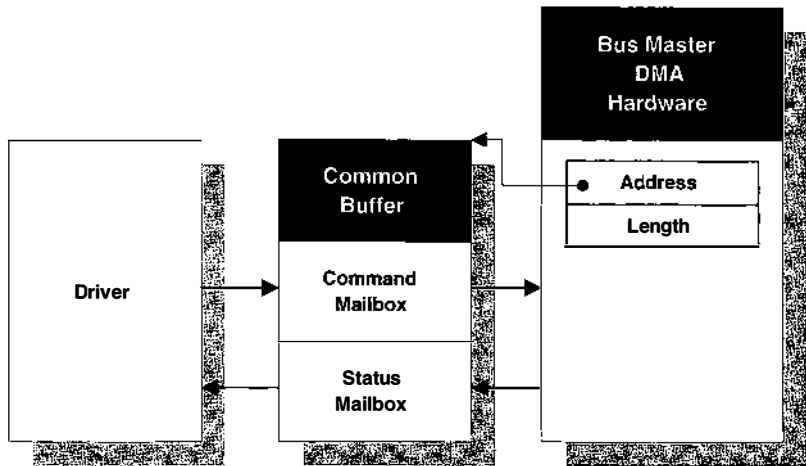 Bus Master
DMA
Hardware
Address
Length
Common
Buffer
Command
Mailbox
Status
Mailbox
Driver